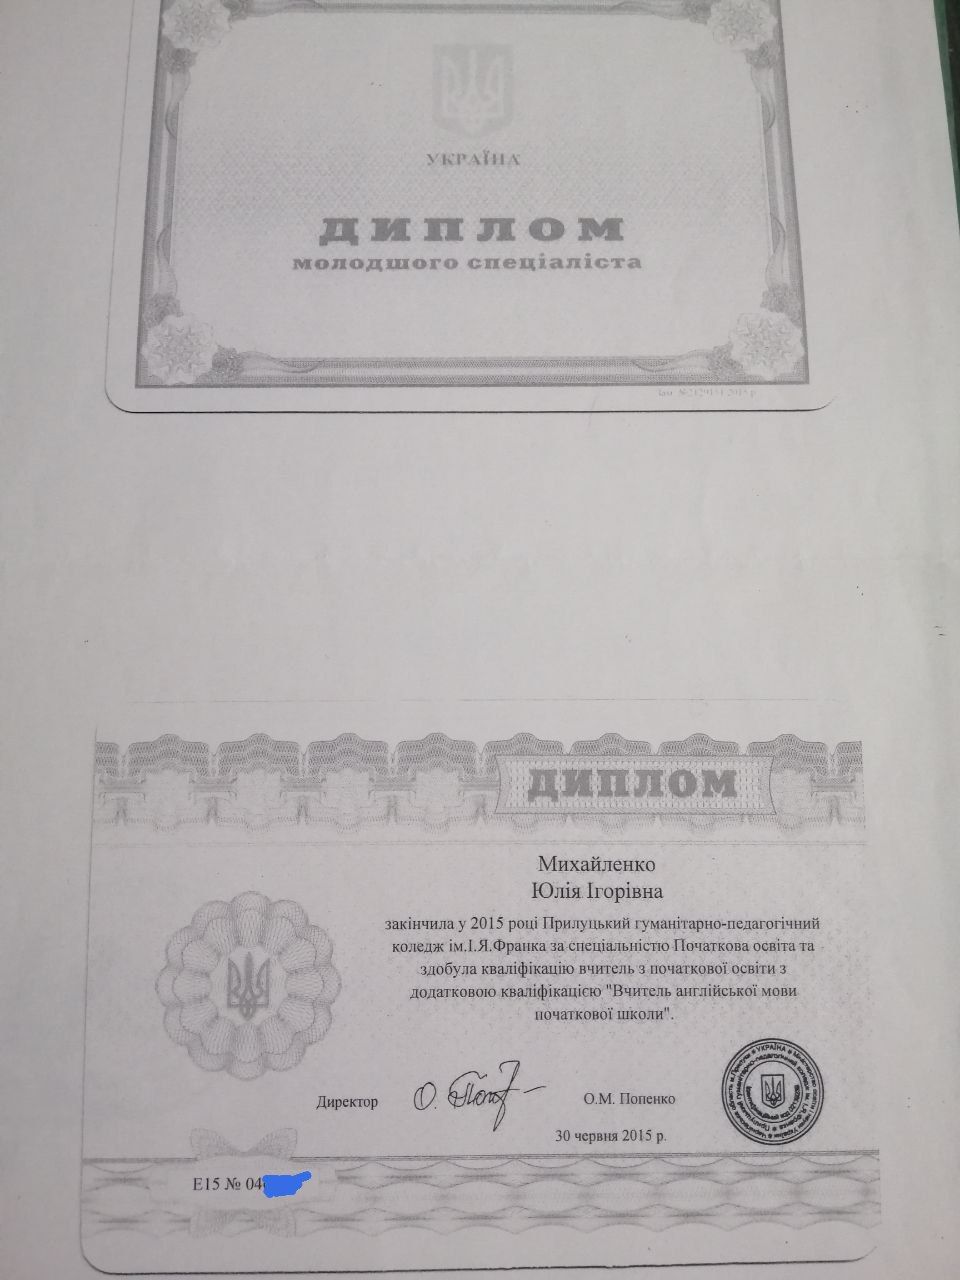 УКРАЇНА
ДИПЛОМ
молодшого спеціаліста
ДИПЛОМ
Михайленко
Юлія Ігорівна
закінчила у 2015 році Прилуцький гуманітарно-педагогічний
коледж ім.І.Я.Франка за спеціальністю Початкова освіта та
здобула кваліфікацію вчитель з початкової освіти з
додатковою кваліфікацією "Вчитель англійської мови
початкової школи".
Директор
О.М. Попенко
УКРАЇНА
30 червня 2015 р.
Е15 № 04